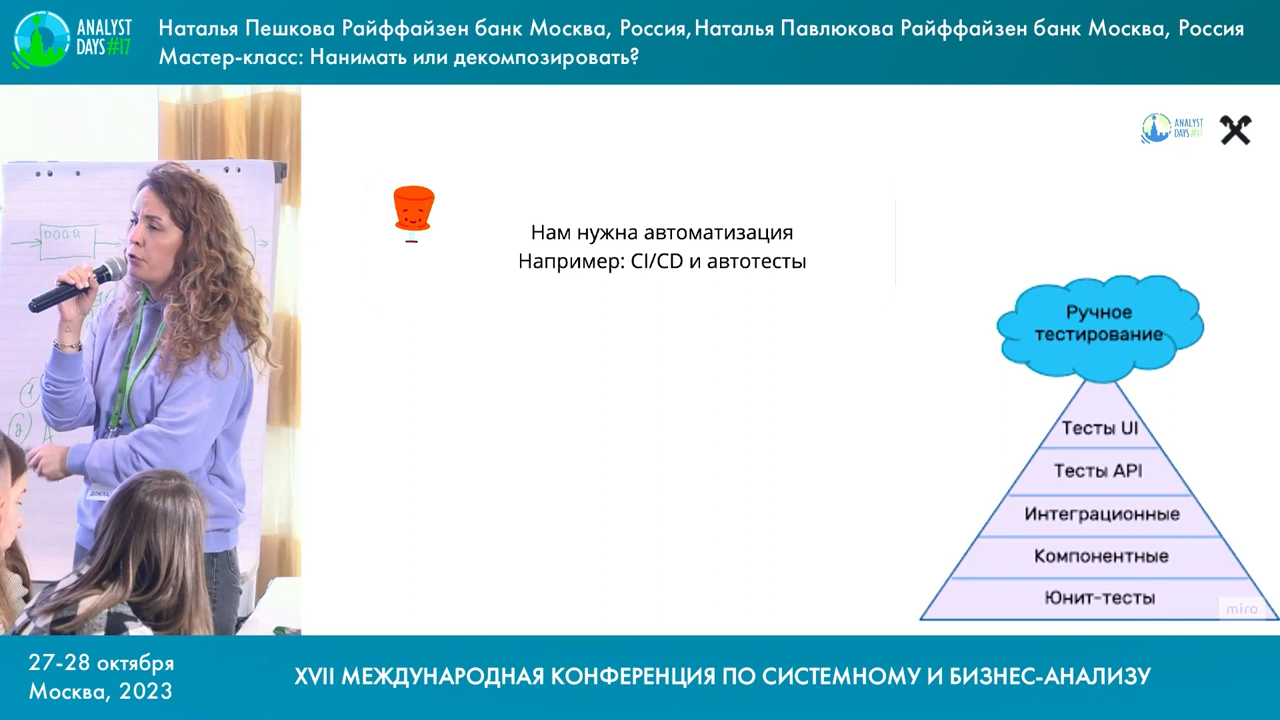 ANALYST
DAYS#17
Наталья Пешкова Райффайзен банк Москва, Россия,Наталья Павлюкова Райффайзен банк Москва, Россия
Мастер-класс: Нанимать или декомпозировать?
ANALYST
DAYS#17
Нам нужна автоматизация
Например: CI/CD и автотесты
Ручное
тестирование
Тесты UI
Тесты API
Интеграционные
Компонентные
Юнит-тесты
miro
27-28 октября
Москва, 2023
XVII МЕЖДУНАРОДНАЯ КОНФЕРЕНЦИЯ ПО СИСТЕМНОМУ И БИЗНЕС-АНАЛИЗУ